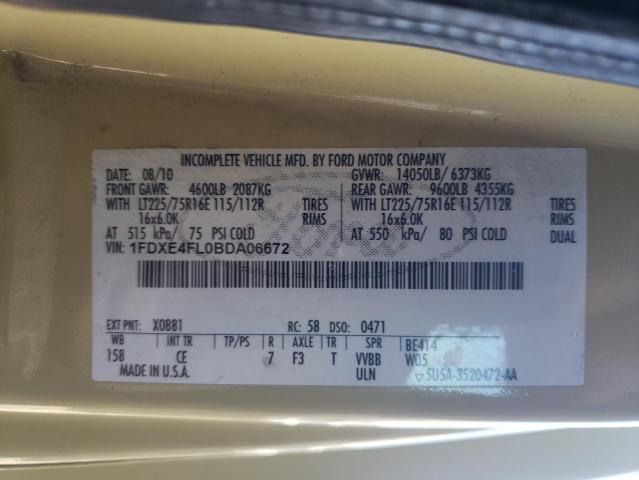 INCOMPLETE VEHICLE MFD. BY FORD MOTOR COMPANY
DATE: 08/10 GVWR: 14050LB/ 6373KG
FRONT GAWR: 4600LB 2087KG REAR GAWR: 9600LB 4355KG
WITH LT225/75R16E 115/112R TIRES WITH LT225/75R16E 115/112R TIRES
16x6.0K RIMS 16x6.0K RIMS
AT 515 kPa/ 75 PSI COLD AT 550 kPa/ 80 PSI COLD DUAL
VIN: 1FDXE4FL0BDA06672
EXT PNT: X0881 RC: 58 DSO: 0471
WB INT TR TP/PS R AXLE TR SPR BE414
158 CE 7 F3 T VVBB W05
MADE IN U.S.A. ULN ▽5U5A-3520472-AA